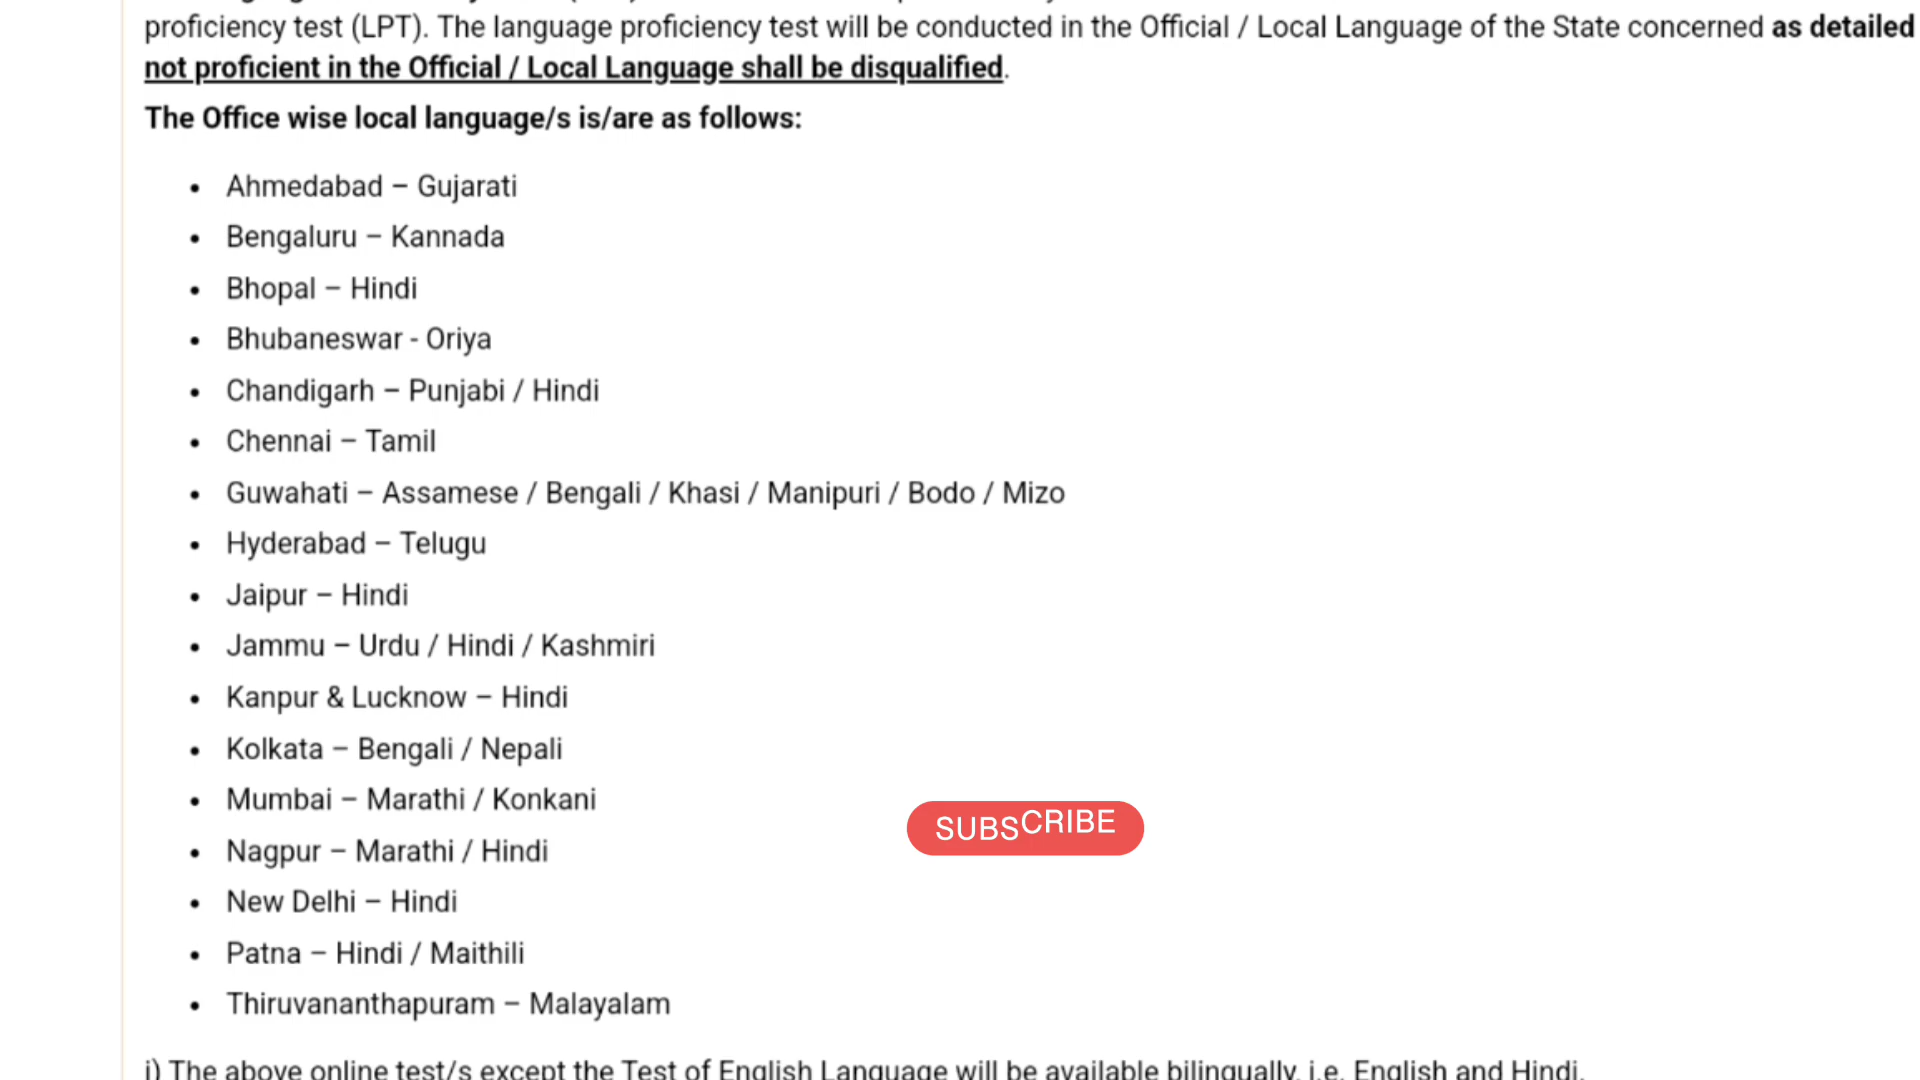 proficiency test (LPT). The language proficiency test will be conducted in the Official / Local Language of the State concerned as detailed
not proficient in the Official / Local Language shall be disqualified.
The Office wise local language/s is/are as follows:
• Ahmedabad – Gujarati
• Bengaluru – Kannada
• Bhopal – Hindi
• Bhubaneswar - Oriya
• Chandigarh – Punjabi / Hindi
• Chennai – Tamil
• Guwahati – Assamese / Bengali / Khasi / Manipuri / Bodo / Mizo
• Hyderabad – Telugu
• Jaipur – Hindi
• Jammu – Urdu / Hindi / Kashmiri
• Kanpur & Lucknow – Hindi
• Kolkata – Bengali / Nepali
• Mumbai – Marathi / Konkani
SUBSCRIBE
• Nagpur – Marathi / Hindi
• New Delhi – Hindi
• Patna – Hindi / Maithili
• Thiruvananthapuram – Malayalam
i) The above online test/s except the Test of English Language will be available bilingually, i.e. English and Hindi.